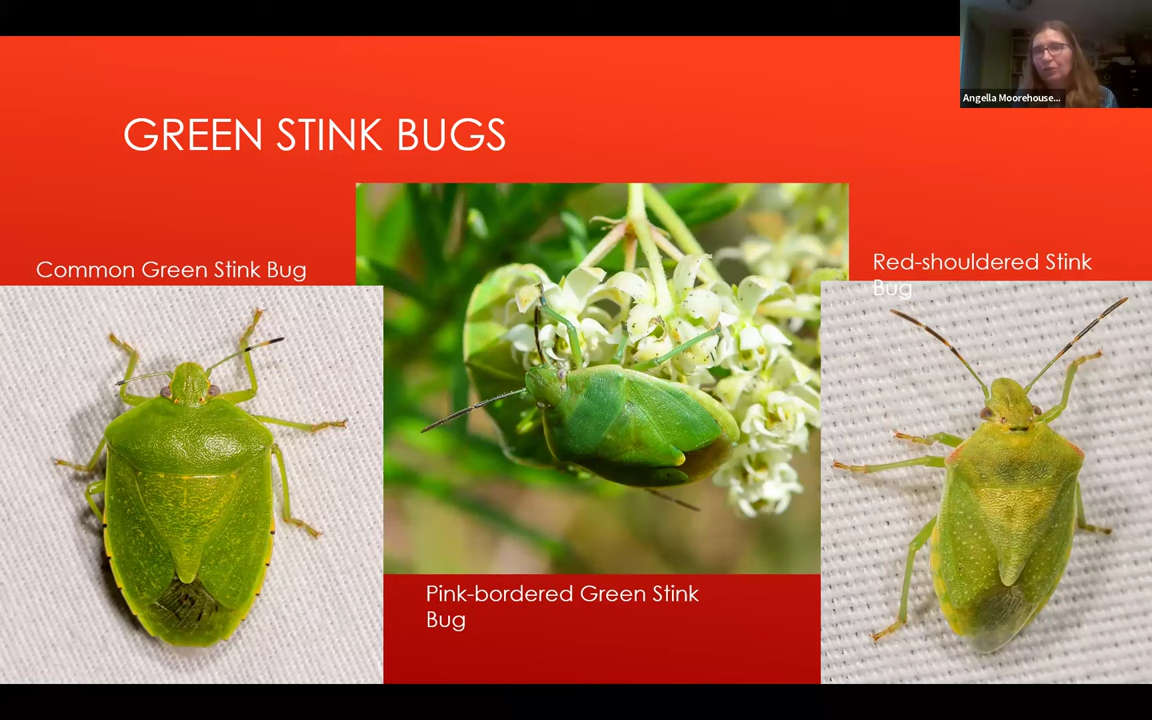 Angella Moorehouse...
GREEN STINK BUGS
Common Green Stink Bug
Red-shouldered Stink
Bug
Pink-bordered Green Stink
Bug